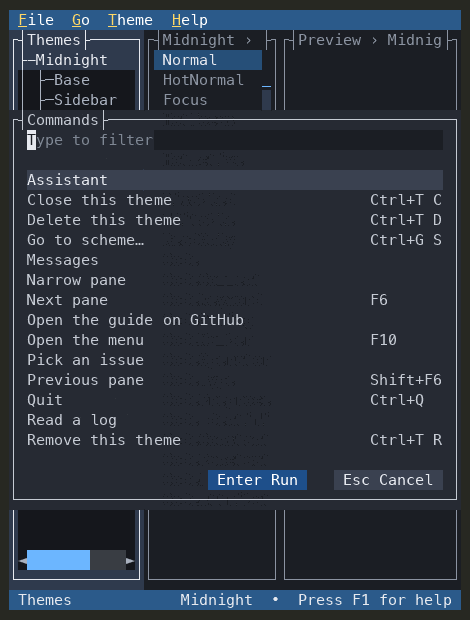 File Go Theme Help
Themes Midnight › Preview › Midnig
Midnight Normal
Base HotNormal
Sidebar Focus
Commands
Type to filter
Assistant
Close this theme Ctrl+T C
Delete this theme Ctrl+T D
Go to scheme… Ctrl+G S
Messages
Narrow pane
Next pane F6
Open the guide on GitHub
Open the menu F10
Pick an issue
Previous pane Shift+F6
Quit Ctrl+Q
Read a log
Remove this theme Ctrl+T R
Enter Run Esc Cancel
Themes Midnight • Press F1 for help